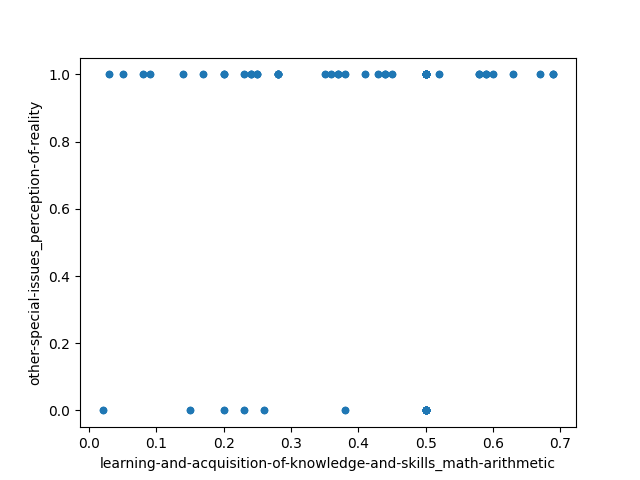 1.0
0.8
0.6
0.4
0.2
0.0
other-special-issues_perception-of-reality
0.0 0.1 0.2 0.3 0.4 0.5 0.6 0.7
learning-and-acquisition-of-knowledge-and-skills_math-arithmetic